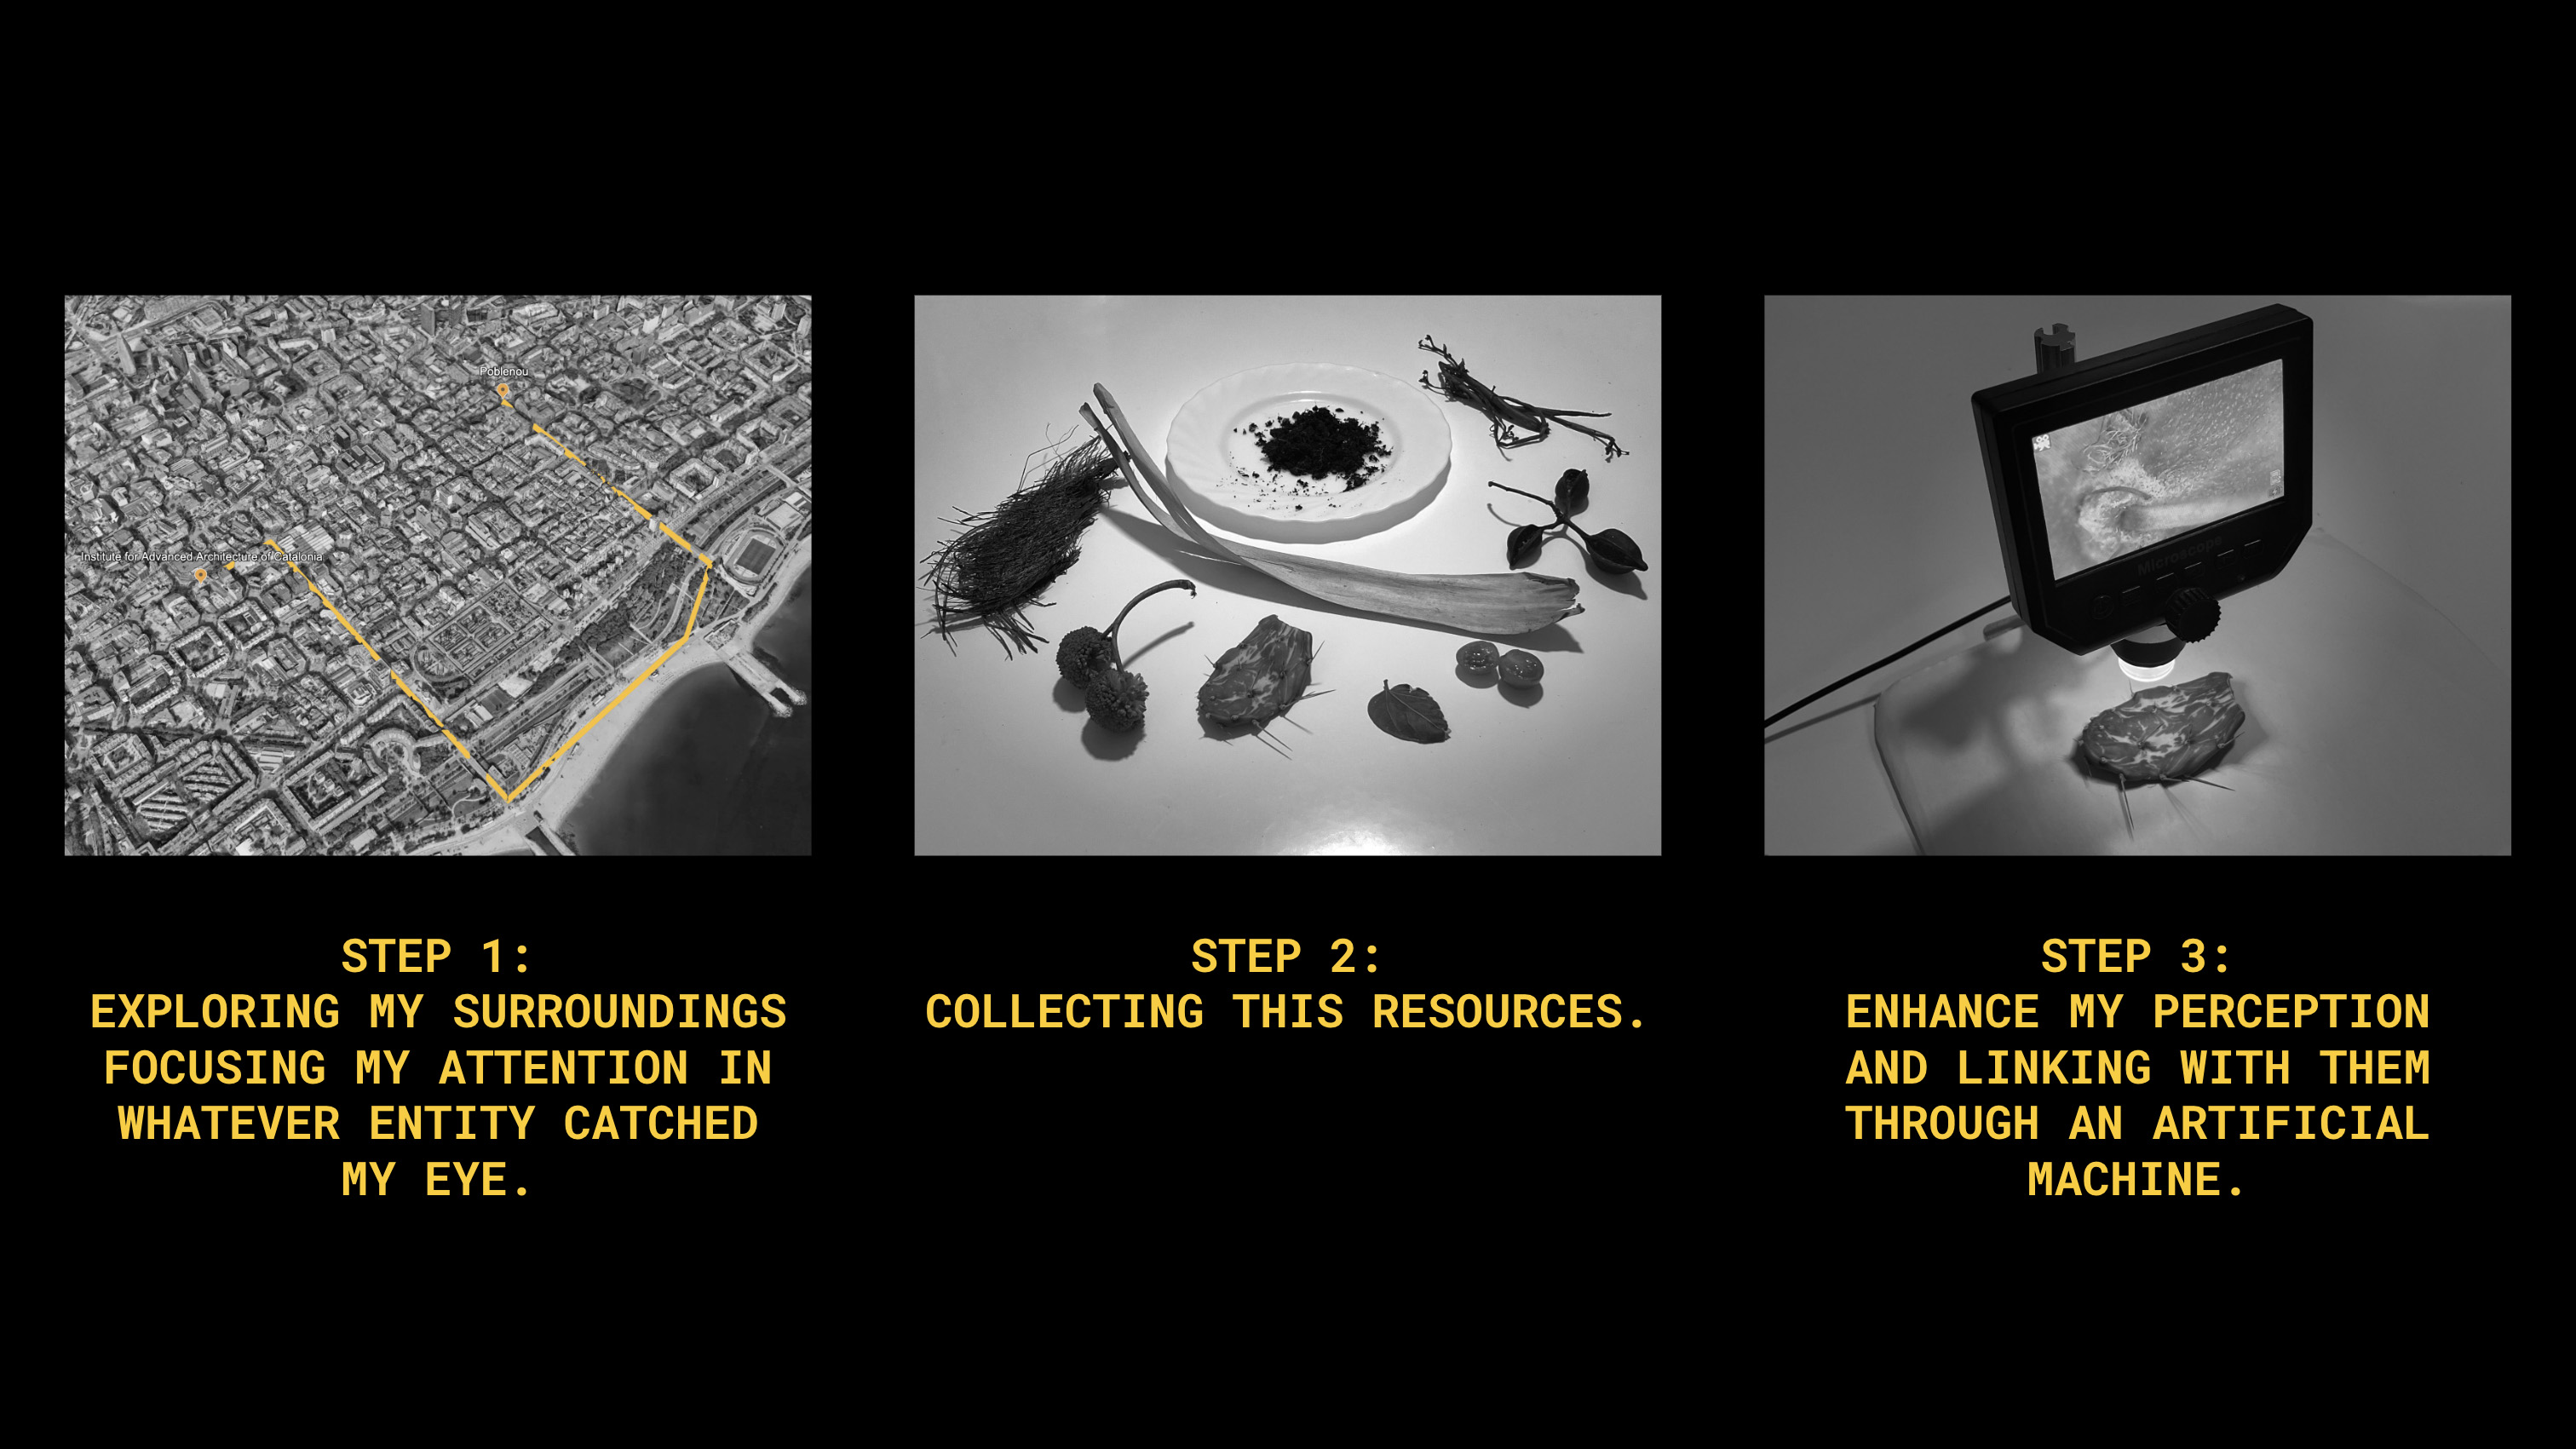 Poblenou
Institute for Advanced Architecture of Catalonia
Microscope
STEP 1:
EXPLORING MY SURROUNDINGS
FOCUSING MY ATTENTION IN
WHATEVER ENTITY CATCHED
MY EYE.
STEP 2:
COLLECTING THIS RESOURCES.
STEP 3:
ENHANCE MY PERCEPTION
AND LINKING WITH THEM
THROUGH AN ARTIFICIAL
MACHINE.